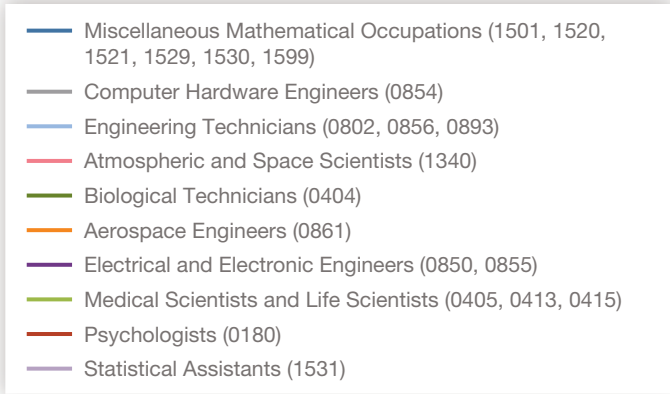 Miscellaneous Mathematical Occupations (1501, 1520,
1521, 1529, 1530, 1599)
Computer Hardware Engineers (0854)
Engineering Technicians (0802, 0856, 0893)
Atmospheric and Space Scientists (1340)
Biological Technicians (0404)
Aerospace Engineers (0861)
Electrical and Electronic Engineers (0850, 0855)
Medical Scientists and Life Scientists (0405, 0413, 0415)
Psychologists (0180)
Statistical Assistants (1531)